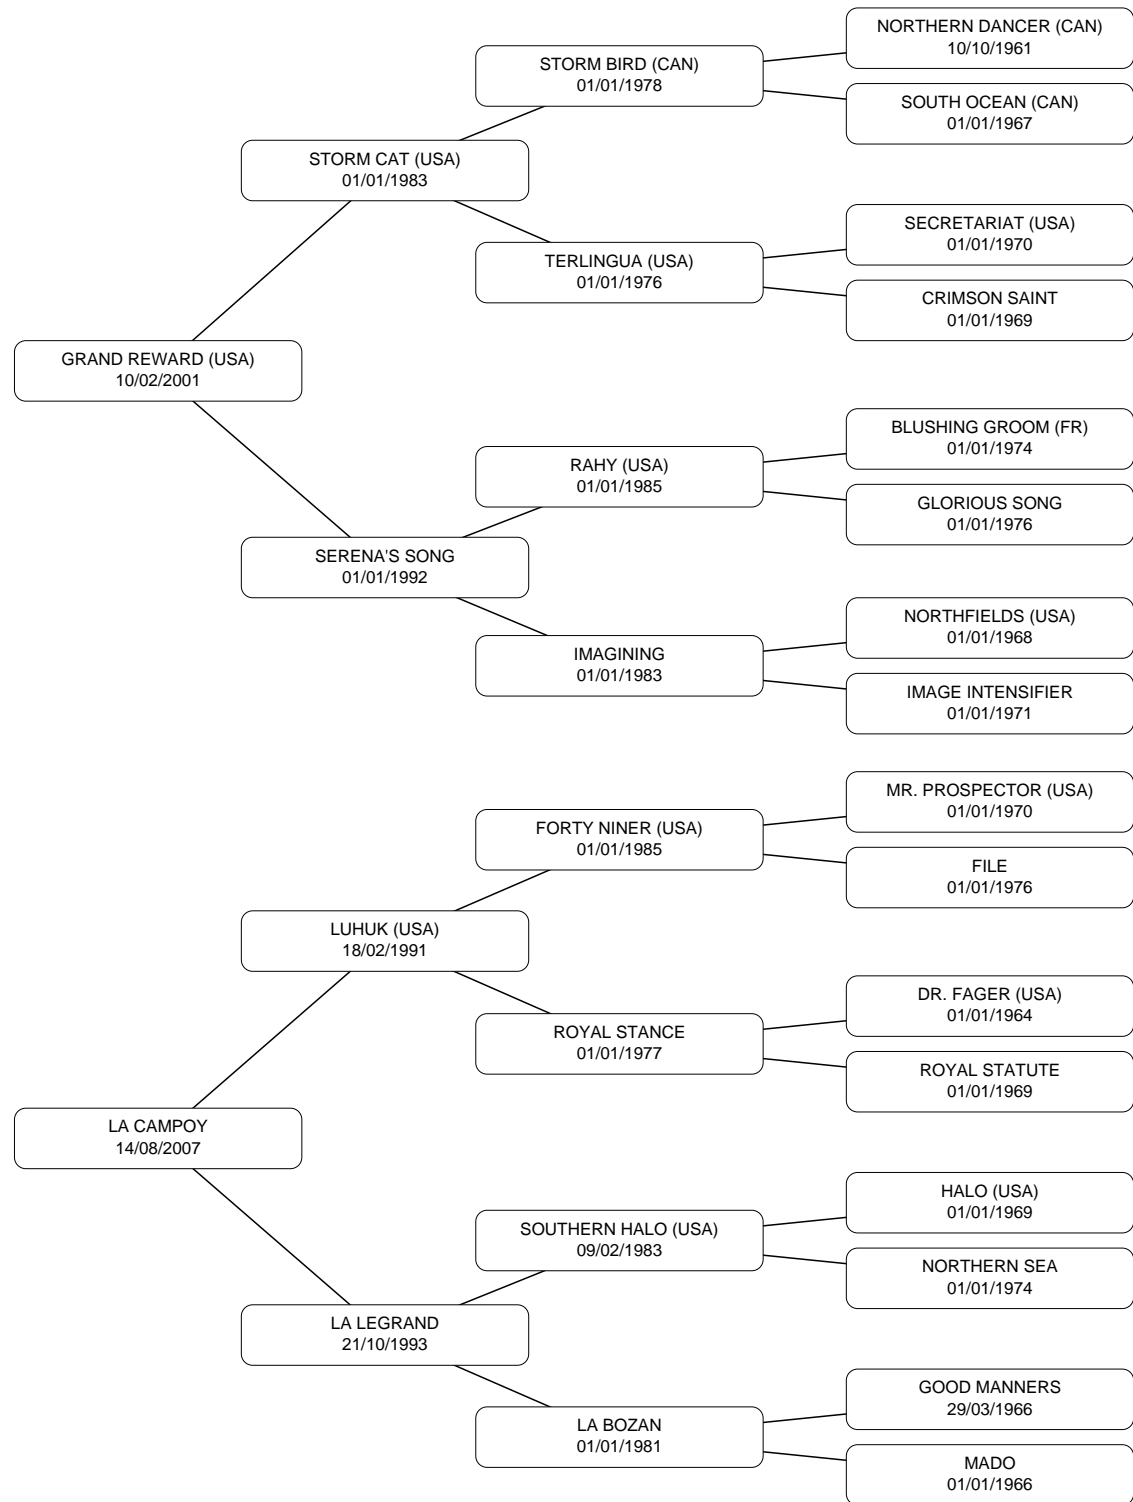 NORTHERN DANCER (CAN)
10/10/1961
STORM BIRD (CAN)
01/01/1978
SOUTH OCEAN (CAN)
01/01/1967
STORM CAT (USA)
01/01/1983
SECRETARIAT (USA)
01/01/1970
TERLINGUA (USA)
01/01/1976
CRIMSON SAINT
01/01/1969
GRAND REWARD (USA)
10/02/2001
BLUSHING GROOM (FR)
01/01/1974
RAHY (USA)
01/01/1985
GLORIOUS SONG
01/01/1976
SERENA'S SONG
01/01/1992
NORTHFIELDS (USA)
01/01/1968
IMAGINING
01/01/1983
IMAGE INTENSIFIER
01/01/1971
MR. PROSPECTOR (USA)
01/01/1970
FORTY NINER (USA)
01/01/1985
FILE
01/01/1976
LUHUK (USA)
18/02/1991
DR. FAGER (USA)
01/01/1964
ROYAL STANCE
01/01/1977
ROYAL STATUTE
01/01/1969
LA CAMPOY
14/08/2007
HALO (USA)
01/01/1969
SOUTHERN HALO (USA)
09/02/1983
NORTHERN SEA
01/01/1974
LA LEGRAND
21/10/1993
GOOD MANNERS
29/03/1966
LA BOZAN
01/01/1981
MADO
01/01/1966